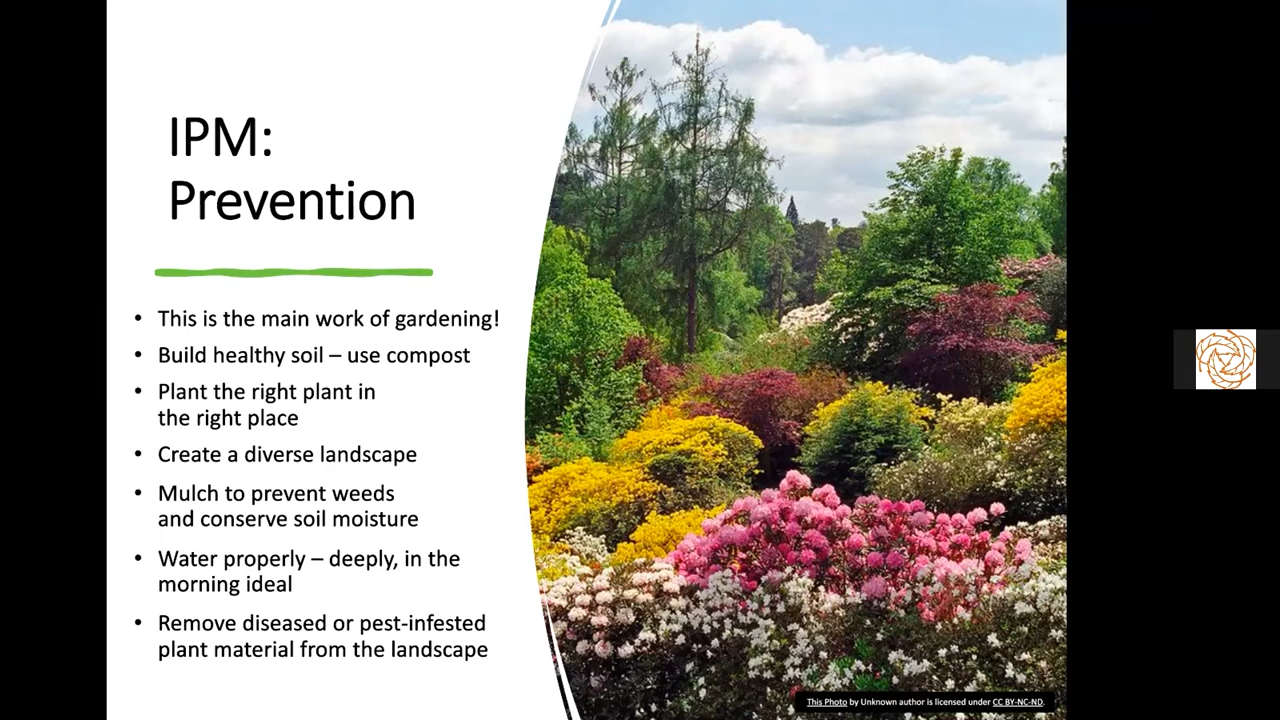 IPM:
Prevention
• This is the main work of gardening!
• Build healthy soil – use compost
• Plant the right plant in
the right place
• Create a diverse landscape
• Mulch to prevent weeds
and conserve soil moisture
• Water properly – deeply, in the
morning ideal
• Remove diseased or pest-infested
plant material from the landscape
This Photo by Unknown author is licensed under CC BY-NC-ND.